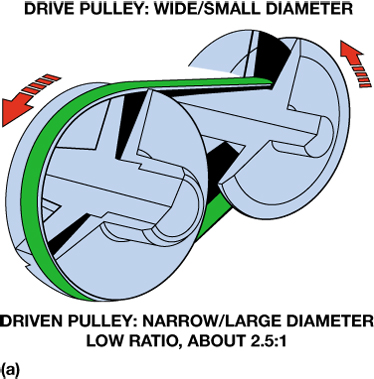 DRIVE PULLEY: WIDE/SMALL DIAMETER
DRIVEN PULLEY: NARROW/LARGE DIAMETER
LOW RATIO, ABOUT 2.5:1
(a)